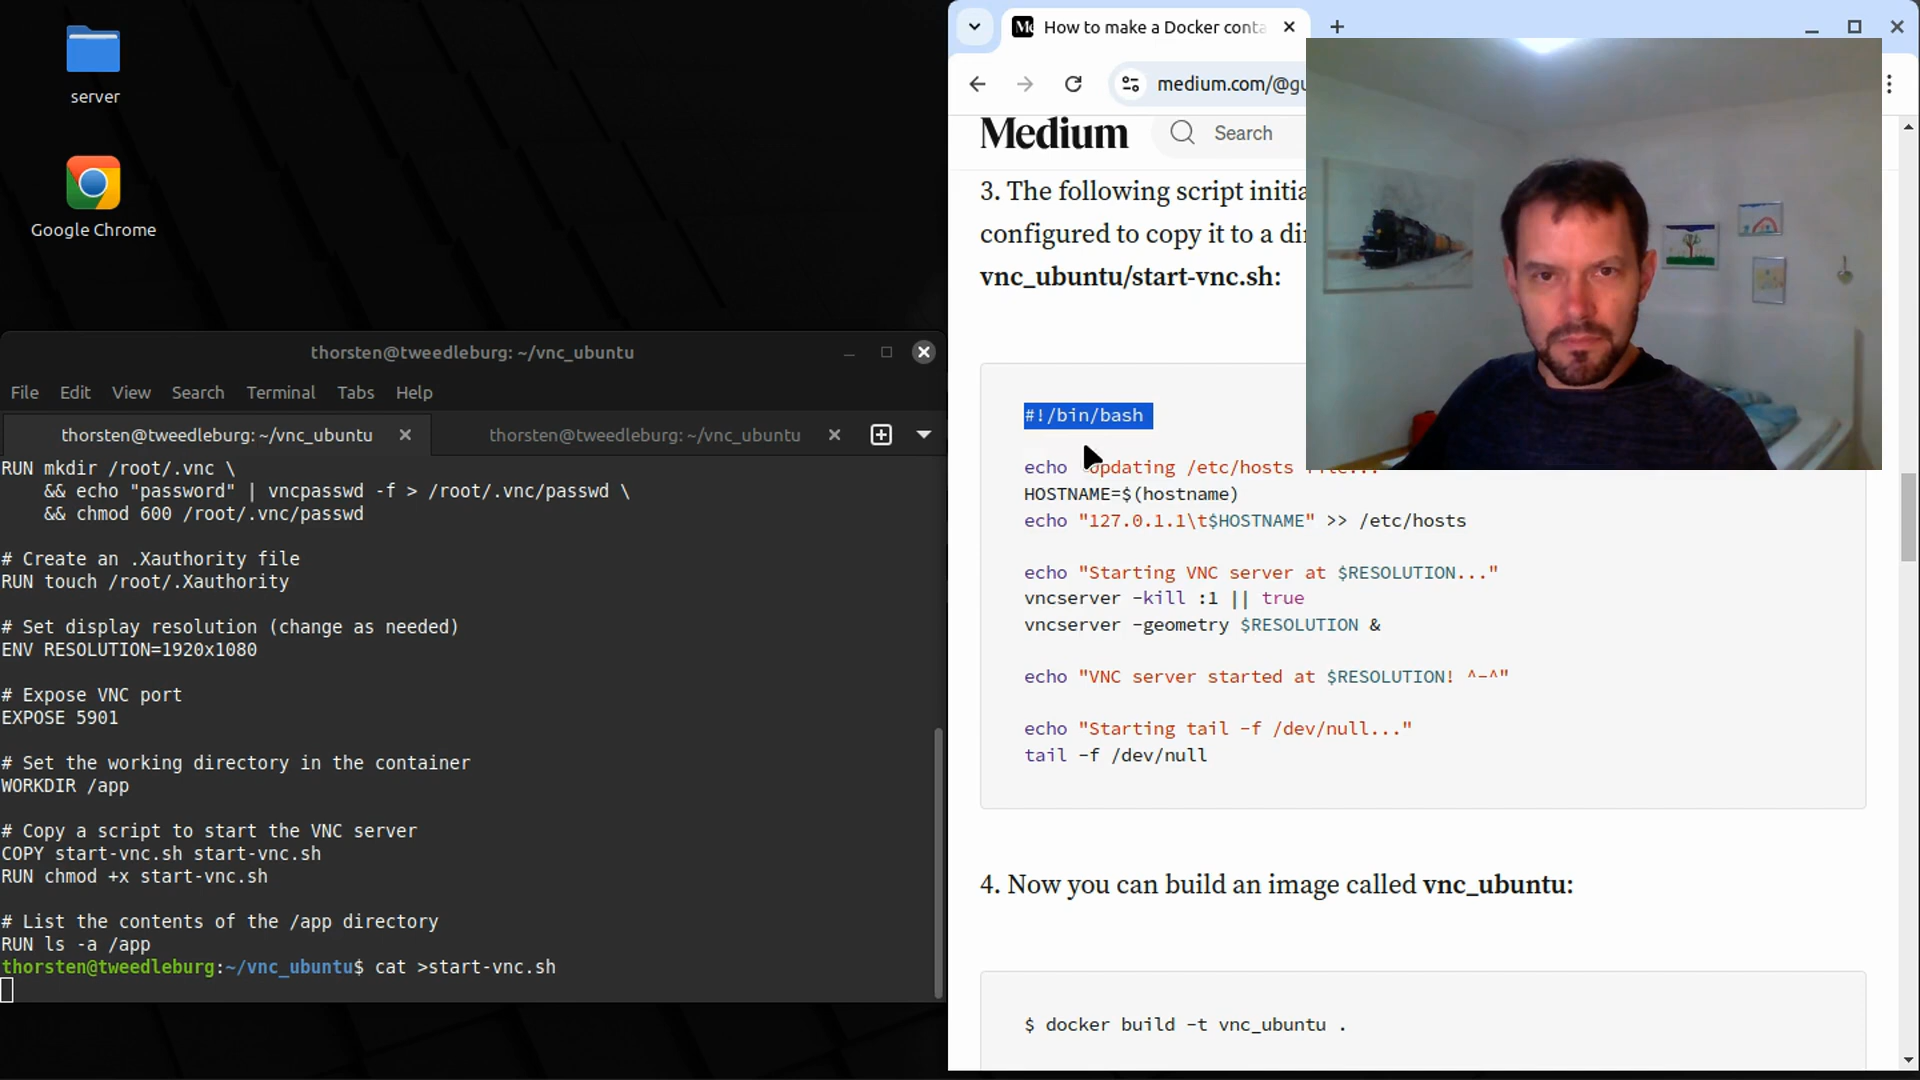 server
Google Chrome
thorsten@tweedleburg: ~/vnc_ubuntu
File Edit View Search Terminal Tabs Help
thorsten@tweedleburg: ~/vnc_ubuntu
thorsten@tweedleburg: ~/vnc_ubuntu
RUN mkdir /root/.vnc \
    && echo "password" | vncpasswd -f > /root/.vnc/passwd \
    && chmod 600 /root/.vnc/passwd
# Create an .Xauthority file
RUN touch /root/.Xauthority
# Set display resolution (change as needed)
ENV RESOLUTION=1920x1080
# Expose VNC port
EXPOSE 5901
# Set the working directory in the container
WORKDIR /app
# Copy a script to start the VNC server
COPY start-vnc.sh start-vnc.sh
RUN chmod +x start-vnc.sh
# List the contents of the /app directory
RUN ls -a /app
thorsten@tweedleburg:~/vnc_ubuntu$ cat >start-vnc.sh
How to make a Docker conta
medium.com/@gu
Medium
Search
3. The following script initia
configured to copy it to a di
vnc_ubuntu/start-vnc.sh:
#!/bin/bash
echo "Updating /etc/hosts file..."
HOSTNAME=$(hostname)
echo "127.0.1.1\t$HOSTNAME" >> /etc/hosts
echo "Starting VNC server at $RESOLUTION..."
vncserver -kill :1 || true
vncserver -geometry $RESOLUTION &
echo "VNC server started at $RESOLUTION! ^-^"
echo "Starting tail -f /dev/null..."
tail -f /dev/null
4. Now you can build an image called vnc_ubuntu:
$ docker build -t vnc_ubuntu .